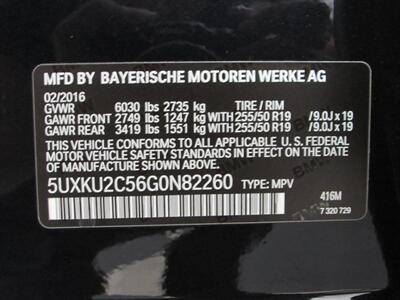 MFD BY BAYERISCHE MOTOREN WERKE AG
02/2016
GVWR 6030 lbs 2735 kg TIRE / RIM
GAWR FRONT 2749 lbs 1247 kg WITH 255/50 R19 /9.0J x 19
GAWR REAR 3419 lbs 1551 kg WITH 255/50 R19 /9.0J x 19
THIS VEHICLE CONFORMS TO ALL APPLICABLE U.S. FEDERAL
MOTOR VEHICLE SAFETY STANDARDS IN EFFECT ON THE DATE
OF MANUFACTURE SHOWN ABOVE.
5UXKU2C56G0N82260 TYPE: MPV
416M
7 320 729